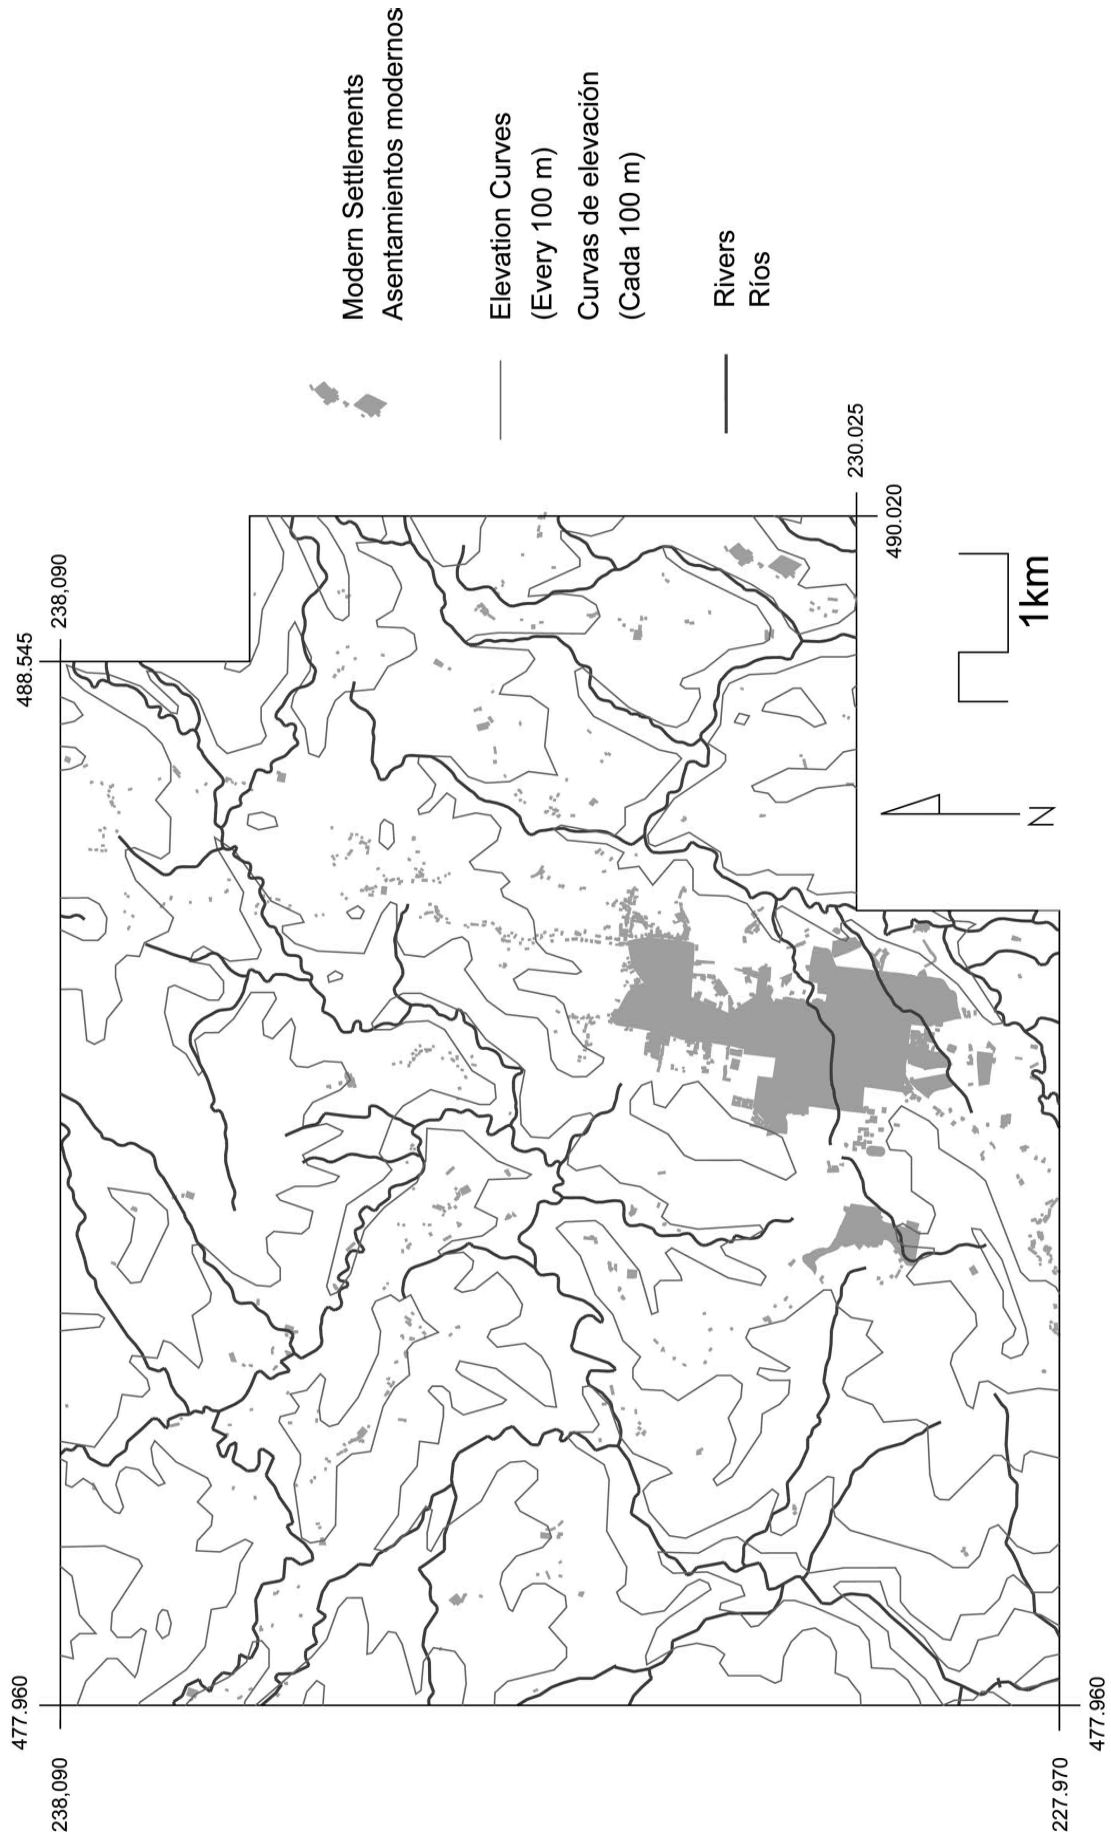 Modern Settlements
Asentamientos modernos
Elevation Curves
(Every 100 m)
Curvas de elevación
(Cada 100 m)
Rivers
Ríos
488.545
238,090
230.025
490.020
1km
N
477.960
238,090
477.960
227.970